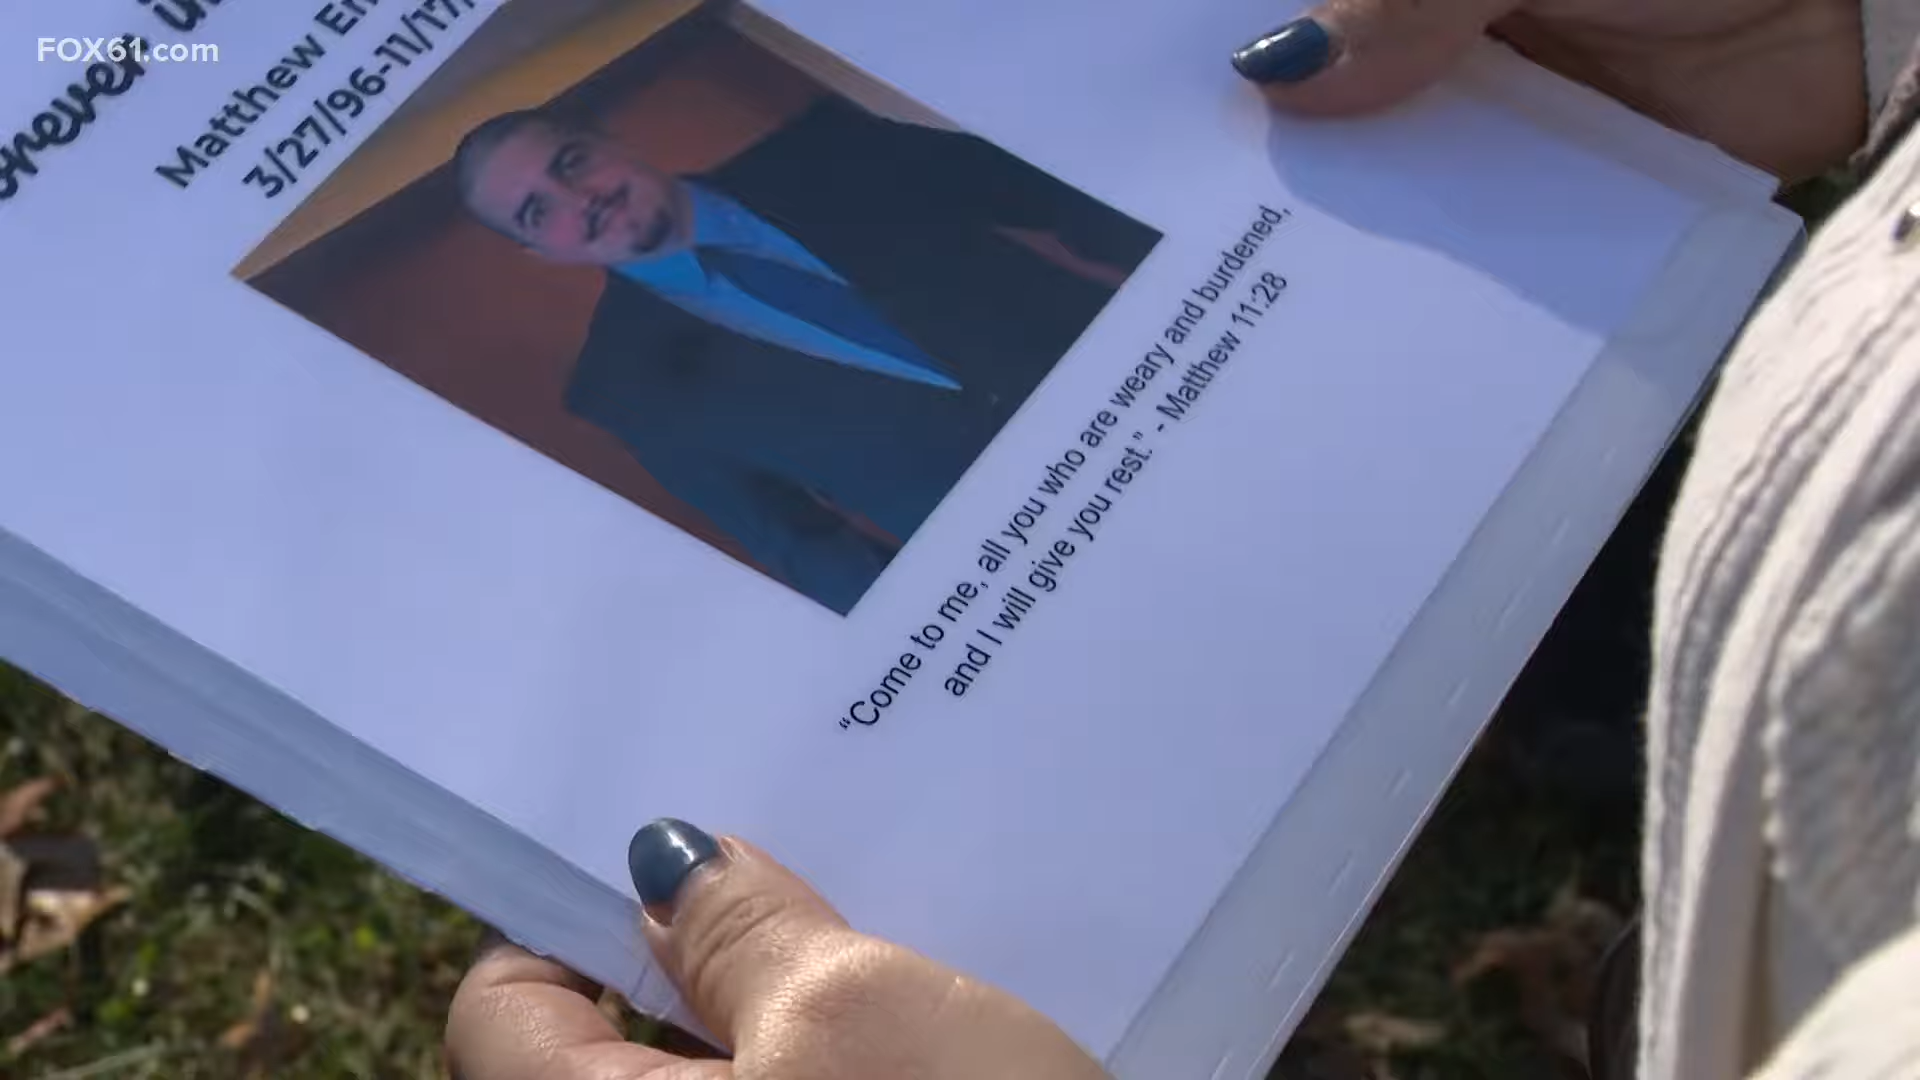 FOX61.com
Matthew
3/27/96-11/17/
"Come to me, all you who are weary and burdened,
and I will give you rest." - Matthew 11:28